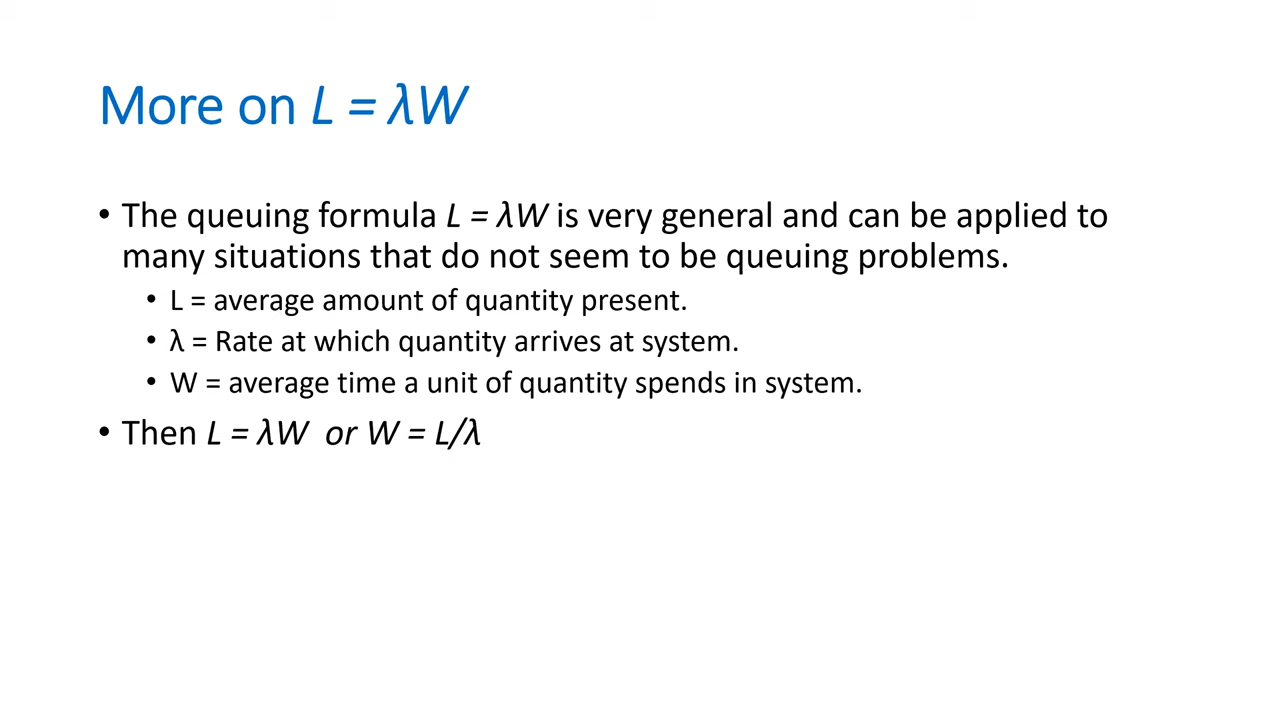 More on L = λW
• The queuing formula L = λW is very general and can be applied to
many situations that do not seem to be queuing problems.
• L = average amount of quantity present.
• λ = Rate at which quantity arrives at system.
• W = average time a unit of quantity spends in system.
• Then L = λW or W = L/λ